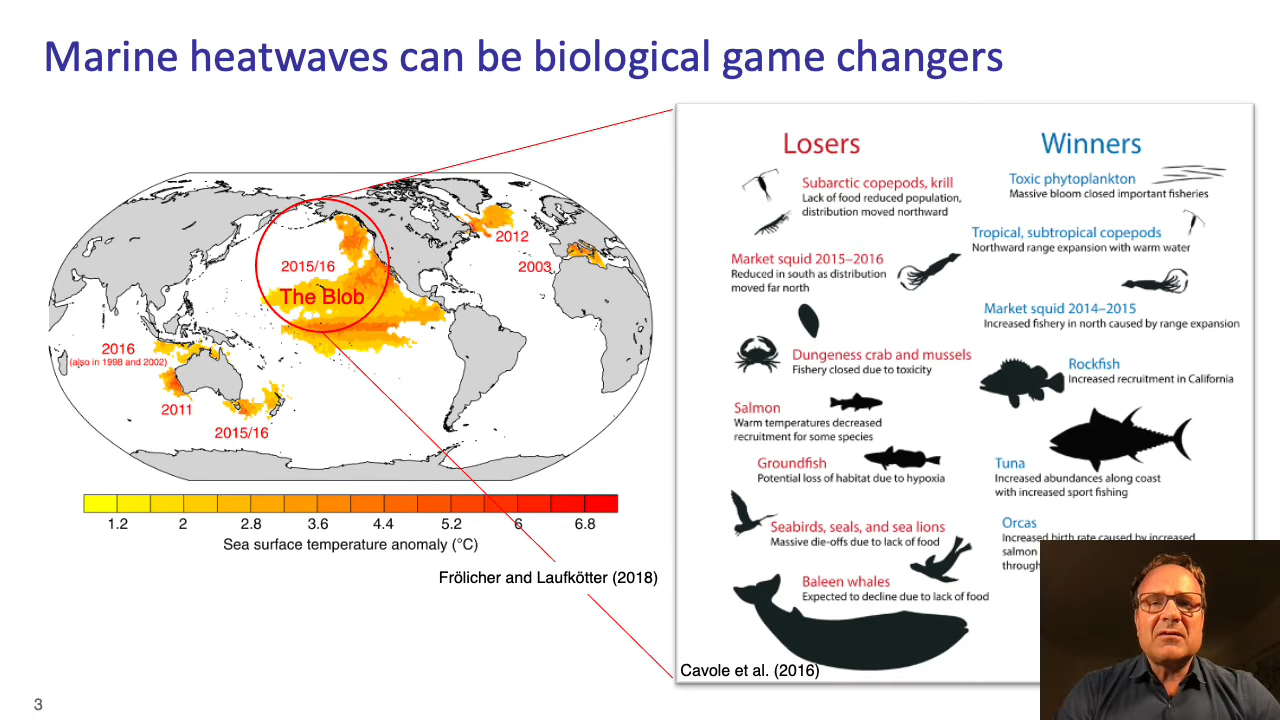 Marine heatwaves can be biological game changers
2012
2003
2015/16
The Blob
2016
(also in 1998 and 2002)
2011
2015/16
1.2 2 2.8 3.6 4.4 5.2 6 6.8
Sea surface temperature anomaly (°C)
Frölicher and Laufkötter (2018)
Losers
Subarctic copepods, krill
Lack of food reduced population,
distribution moved northward
Market squid 2015–2016
Reduced in south as distribution
moved far north
Dungeness crab and mussels
Fishery closed due to toxicity
Salmon
Warm temperatures decreased
recruitment for some species
Groundfish
Potential loss of habitat due to hypoxia
Seabirds, seals, and sea lions
Massive die-offs due to lack of food
Baleen whales
Expected to decline due to lack of food
Cavole et al. (2016)
Winners
Toxic phytoplankton
Massive bloom closed important fisheries
Tropical, subtropical copepods
Northward range expansion with warm water
Market squid 2014–2015
Increased fishery in north caused by range expansion
Rockfish
Increased recruitment in California
Tuna
Increased abundances along coast
with increased sport fishing
Orcas
Increased birth rate caused by increased
salmon
through
3